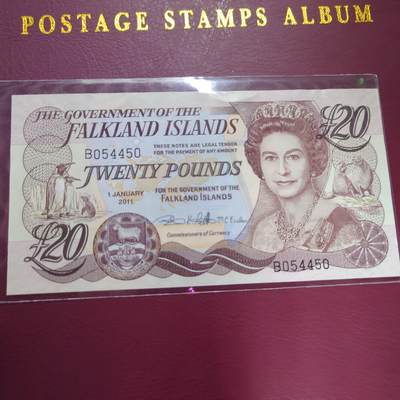 POSTAGE STAMPS ALBUM
THE GOVERNMENT OF THE
FALKLAND ISLANDS
£20
B054450
THESE NOTES ARE LEGAL TENDER
FOR THE PAYMENT OF ANY AMOUNT
TWENTY POUNDS
1 JANUARY
2011
FOR THE GOVERNMENT OF THE
FALKLAND ISLANDS
£20
Commissioners of Currency
B054450